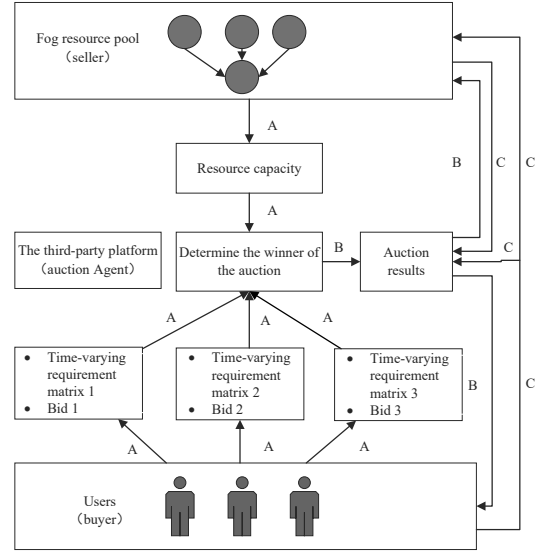 Fog resource pool
（seller）
A
Resource capacity
A
B
C
C
The third-party platform
（auction Agent）
Determine the winner of
the auction
B
Auction
results
C
A
A
A
● Time-varying
requirement
matrix 1
● Bid 1
● Time-varying
requirement
matrix 2
● Bid 2
● Time-varying
requirement
matrix 3
● Bid 3
B
C
A
A
A
Users
（buyer）